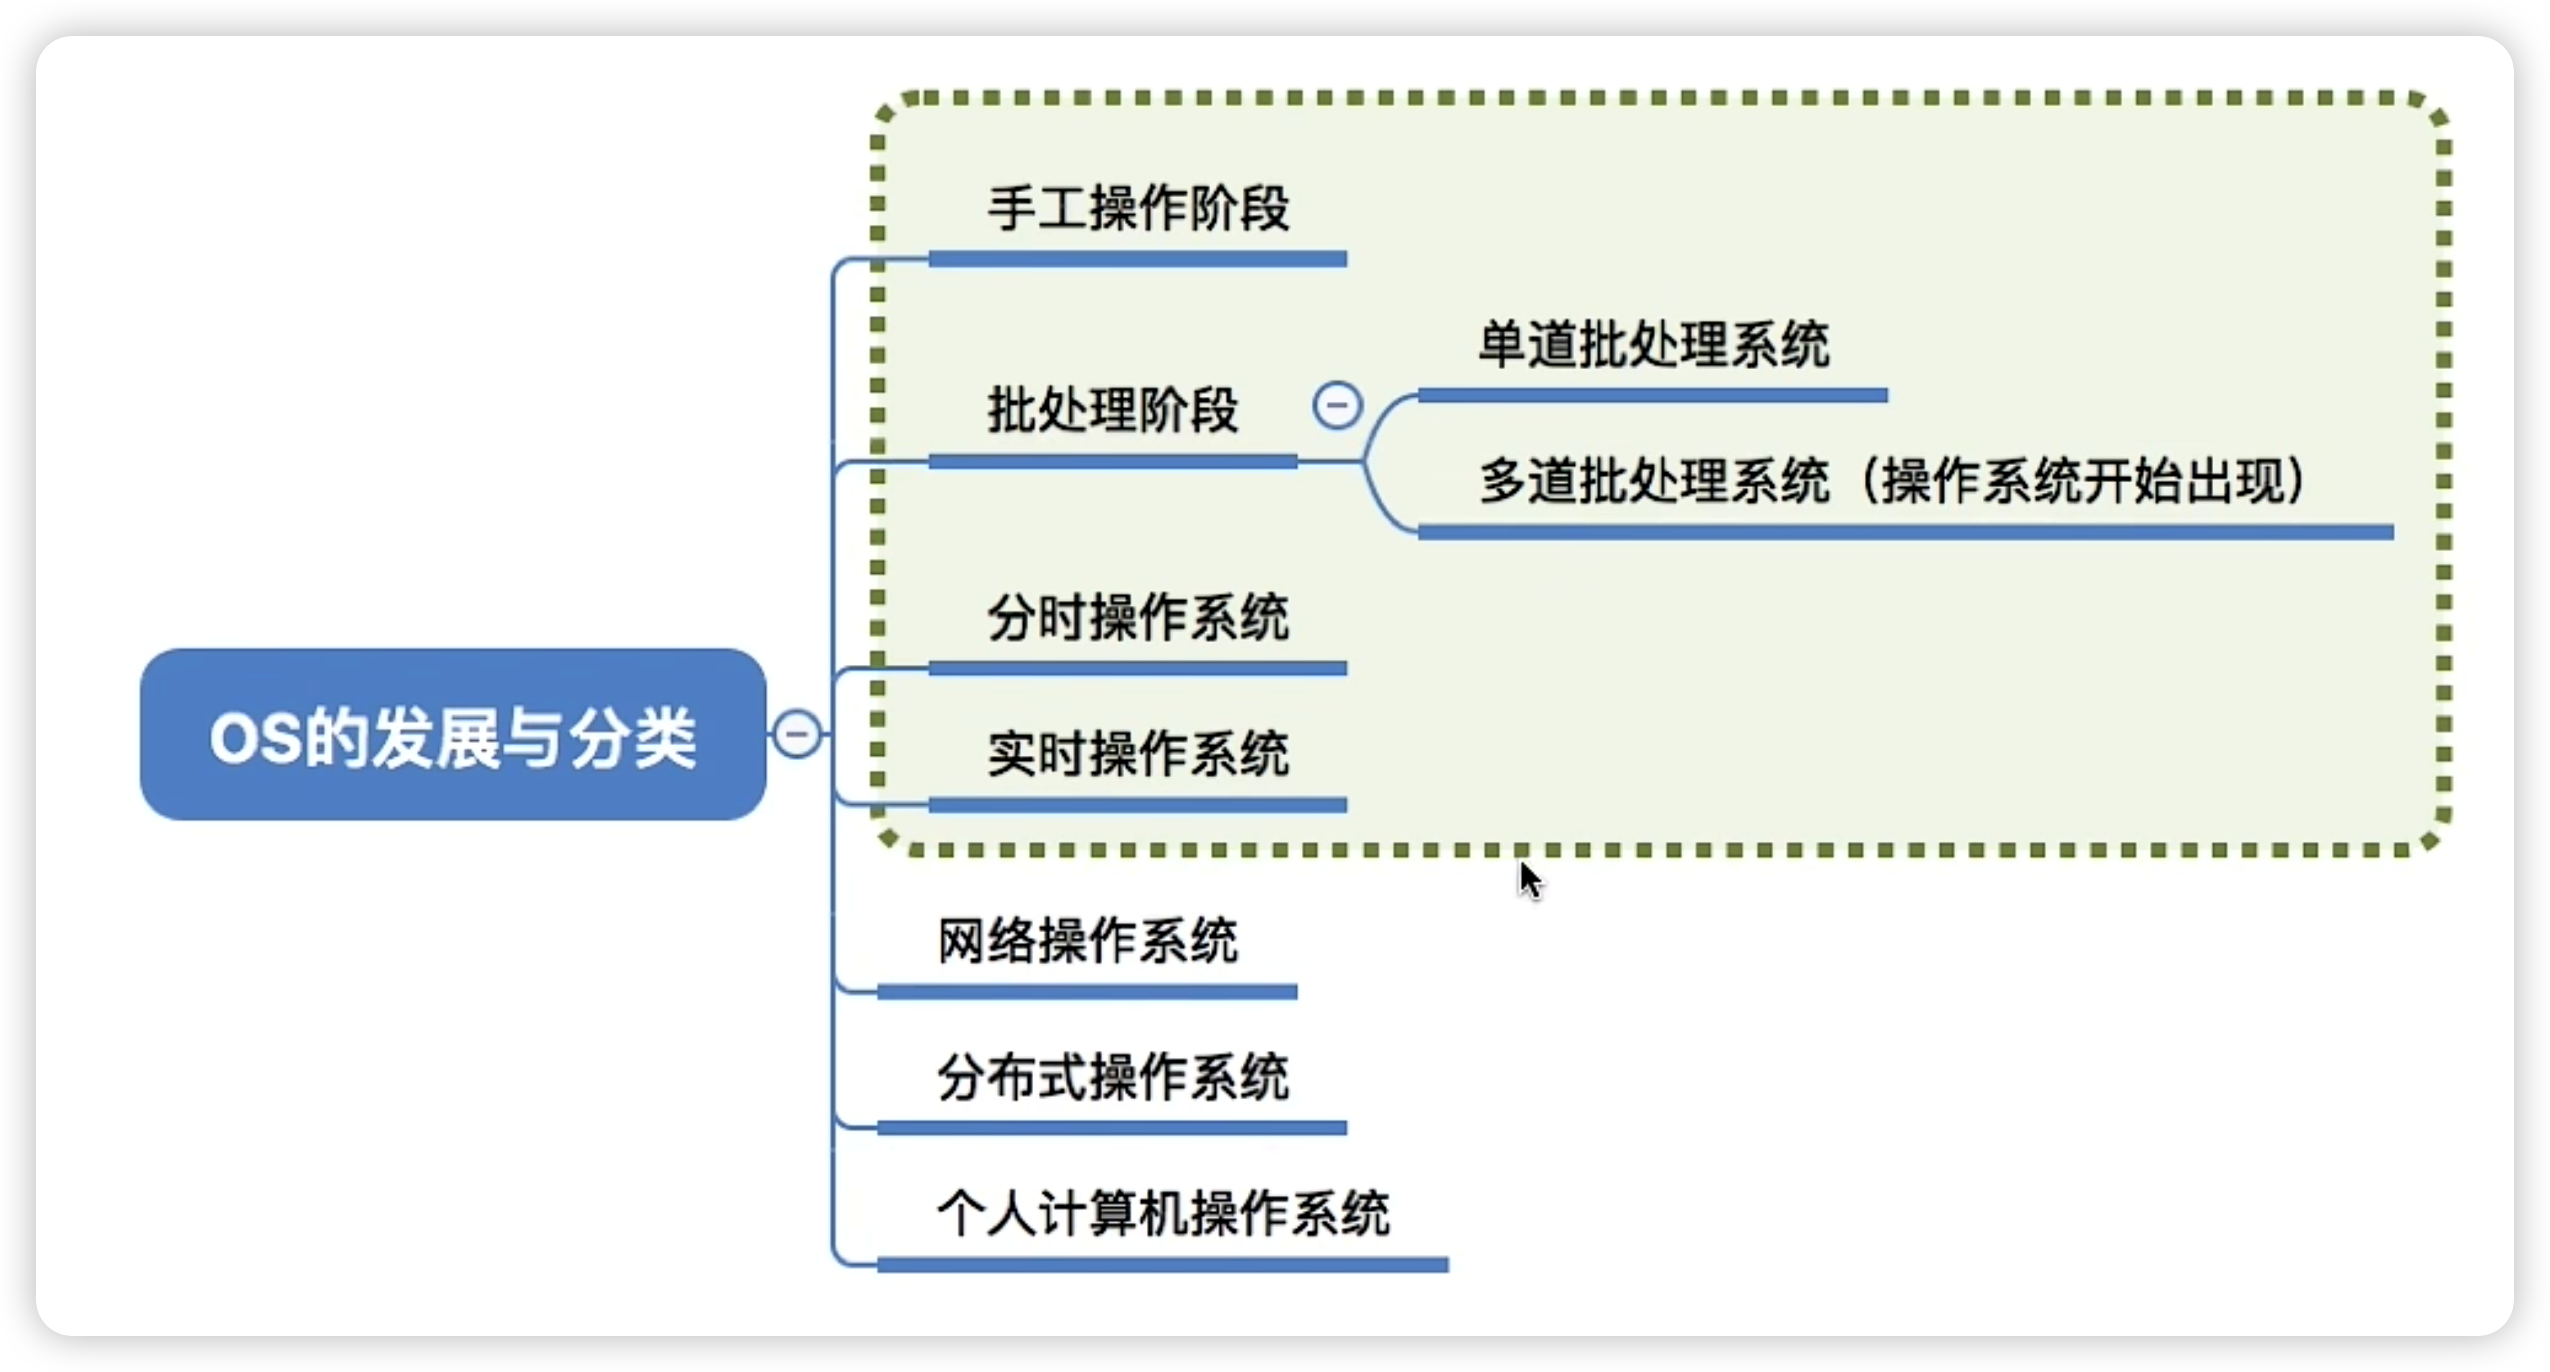 OS的发展与分类
手工操作阶段
批处理阶段
单道批处理系统
多道批处理系统（操作系统开始出现）
分时操作系统
实时操作系统
网络操作系统
分布式操作系统
个人计算机操作系统